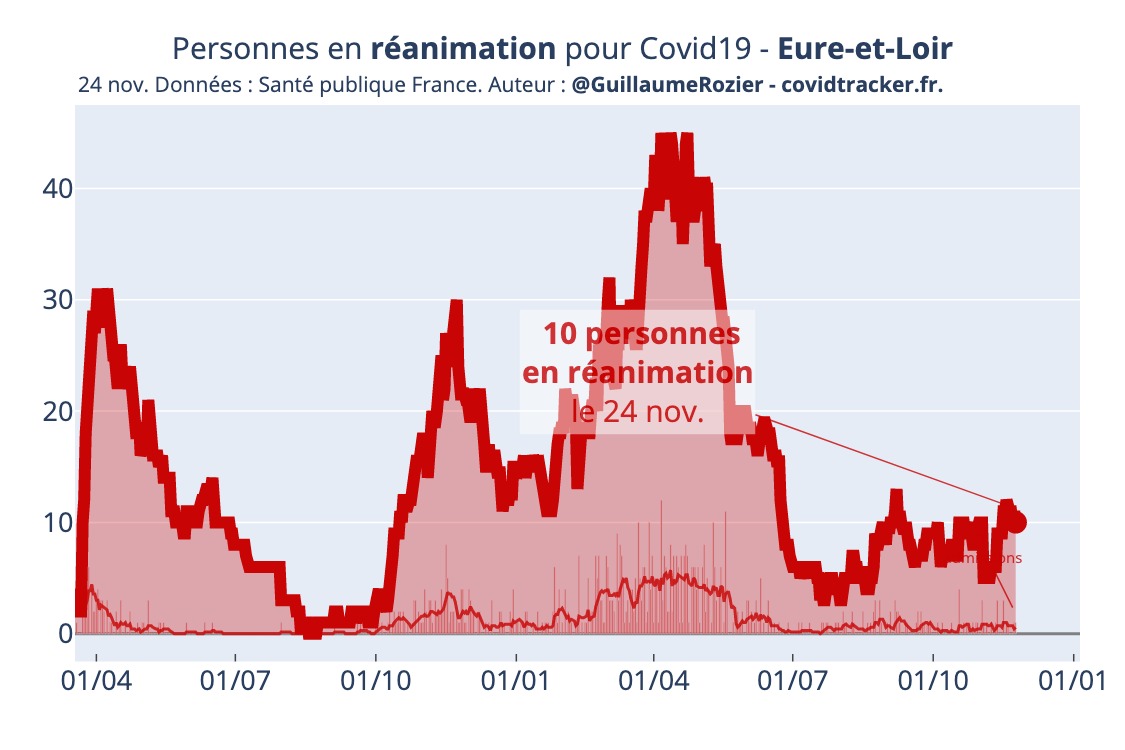 Personnes en réanimation pour Covid19 - Eure-et-Loir
24 nov. Données : Santé publique France. Auteur : @GuillaumeRozier - covidtracker.fr.
40
30
20
10
0
10 personnes
en réanimation
le 24 nov.
01/04
01/07
01/10
01/01
01/04
01/07
01/10
01/01